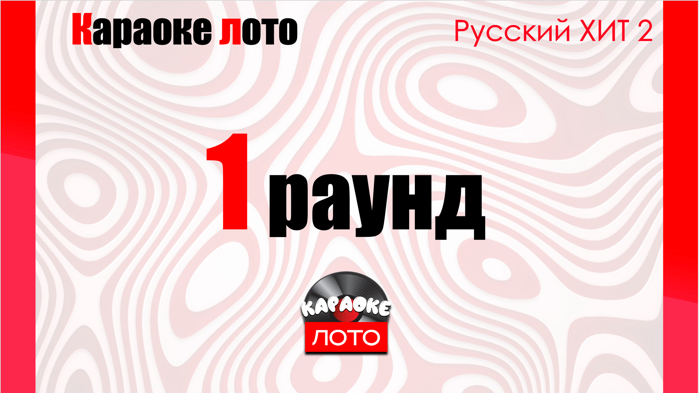 Караоке лото
Русский ХИТ 2
1 раунд
КАРАОКЕ
ЛОТО